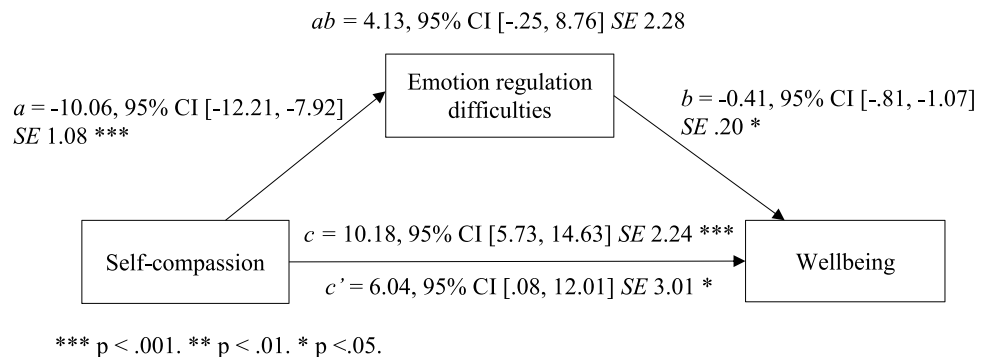 ab = 4.13, 95% CI [-.25, 8.76] SE 2.28
Emotion regulation
difficulties
a = -10.06, 95% CI [-12.21, -7.92]
SE 1.08 ***
b = -0.41, 95% CI [-.81, -1.07]
SE .20 *
c = 10.18, 95% CI [5.73, 14.63] SE 2.24 ***
Self-compassion
Wellbeing
c’ = 6.04, 95% CI [.08, 12.01] SE 3.01 *
*** p < .001. ** p < .01. * p <.05.